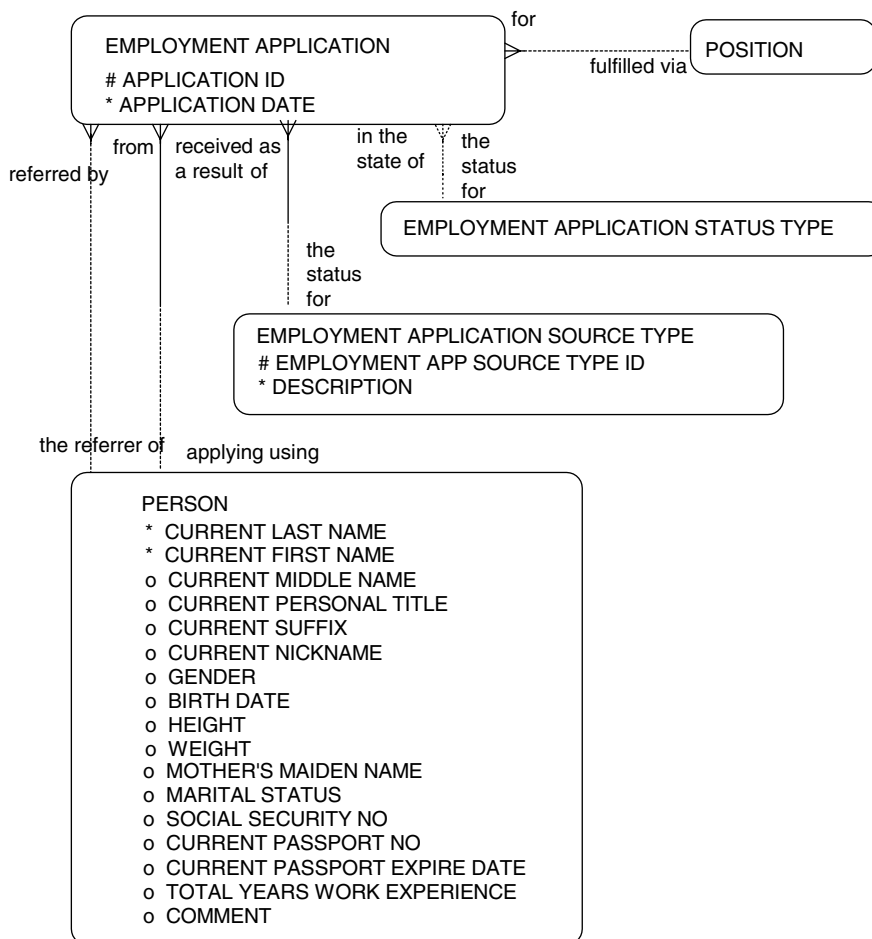 for
EMPLOYMENT APPLICATION
# APPLICATION ID
* APPLICATION DATE
POSITION
fulfilled via
referred by
from
received as
a result of
in the
state of
the
status
for
EMPLOYMENT APPLICATION STATUS TYPE
the
status
for
EMPLOYMENT APPLICATION SOURCE TYPE
# EMPLOYMENT APP SOURCE TYPE ID
* DESCRIPTION
the referrer of
applying using
PERSON
* CURRENT LAST NAME
* CURRENT FIRST NAME
o CURRENT MIDDLE NAME
o CURRENT PERSONAL TITLE
o CURRENT SUFFIX
o CURRENT NICKNAME
o GENDER
o BIRTH DATE
o HEIGHT
o WEIGHT
o MOTHER'S MAIDEN NAME
o MARITAL STATUS
o SOCIAL SECURITY NO
o CURRENT PASSPORT NO
o CURRENT PASSPORT EXPIRE DATE
o TOTAL YEARS WORK EXPERIENCE
o COMMENT